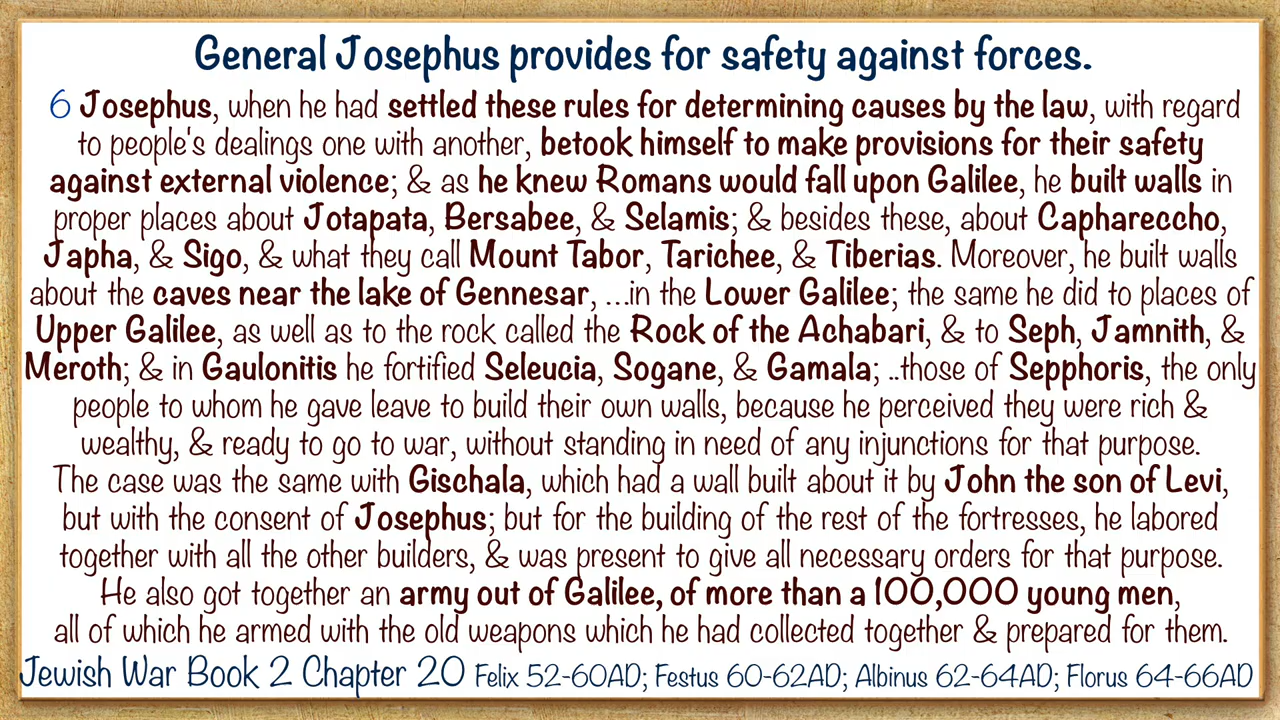 General Josephus provides for safety against forces.
6 Josephus, when he had settled these rules for determining causes by the law, with regard
to people's dealings one with another, betook himself to make provisions for their safety
against external violence; & as he knew Romans would fall upon Galilee, he built walls in
proper places about Jotapata, Bersabee, & Selamis; & besides these, about Caphareccho,
Japha, & Sigo, & what they call Mount Tabor, Tarichee, & Tiberias. Moreover, he built walls
about the caves near the lake of Gennesar, ...in the Lower Galilee; the same he did to places of
Upper Galilee, as well as to the rock called the Rock of the Achabari, & to Seph, Jamnith, &
Meroth; & in Gaulonitis he fortified Seleucia, Sogane, & Gamala; ..those of Sepphoris, the only
people to whom he gave leave to build their own walls, because he perceived they were rich &
wealthy, & ready to go to war, without standing in need of any injunctions for that purpose.
The case was the same with Gischala, which had a wall built about it by John the son of Levi,
but with the consent of Josephus; but for the building of the rest of the fortresses, he labored
together with all the other builders, & was present to give all necessary orders for that purpose.
He also got together an army out of Galilee, of more than a 100,000 young men,
all of which he armed with the old weapons which he had collected together & prepared for them.
Jewish War Book 2 Chapter 20 Felix 52-60AD; Festus 60-62AD; Albinus 62-64AD; Florus 64-66AD